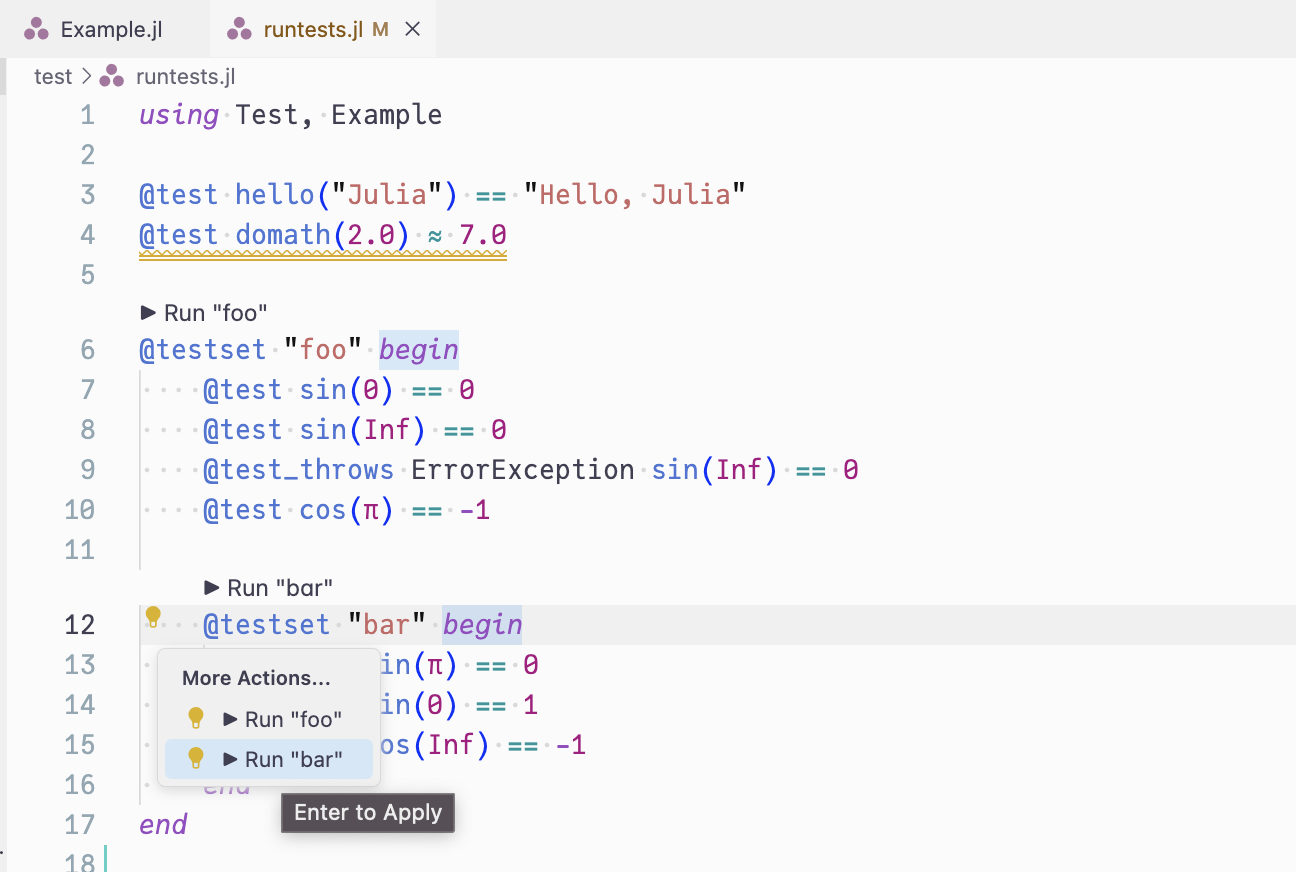 Example.jl
runtests.jl M
test > runtests.jl
1 using Test, Example
2
3 @test hello("Julia") == "Hello, Julia"
4 @test domath(2.0) ≈ 7.0
5
▶ Run "foo"
6 @testset "foo" begin
7 @test sin(0) == 0
8 @test sin(Inf) == 0
9 @test_throws ErrorException sin(Inf) == 0
10 @test cos(π) == -1
11
▶ Run "bar"
12 @testset "bar" begin
13 in(π) == 0
More Actions...
14 in(0) == 1
▶ Run "foo"
15 os(Inf) == -1
▶ Run "bar"
16 end
Enter to Apply
17 end
18